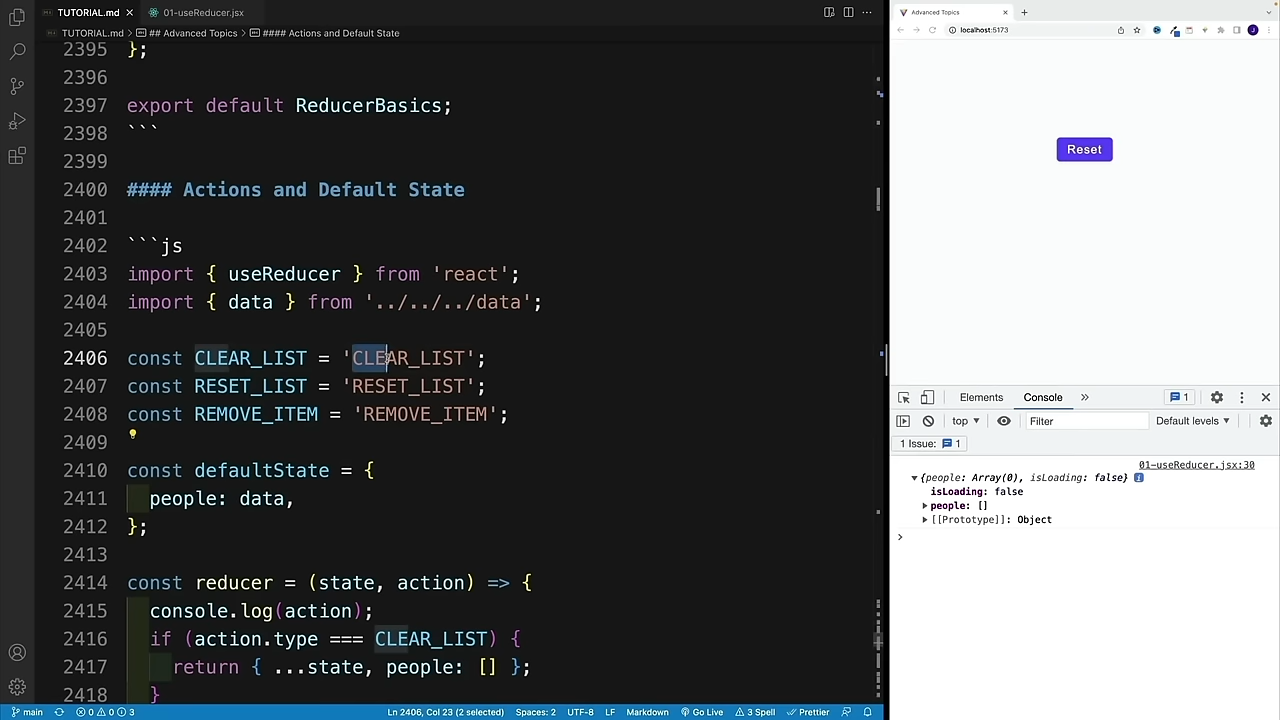 TUTORIAL.md
01-useReducer.jsx
TUTORIAL.md > ## Advanced Topics > #### Actions and Default State
2395 };
2396
2397 export default ReducerBasics;
2398 ```
2399
2400 #### Actions and Default State
2401
2402 ```js
2403 import { useReducer } from 'react';
2404 import { data } from '../../../data';
2405
2406 const CLEAR_LIST = 'CLEAR_LIST';
2407 const RESET_LIST = 'RESET_LIST';
2408 const REMOVE_ITEM = 'REMOVE_ITEM';
2409
2410 const defaultState = {
2411 people: data,
2412 };
2413
2414 const reducer = (state, action) => {
2415 console.log(action);
2416 if (action.type === CLEAR_LIST) {
2417 return { ...state, people: [] };
2418 }
main 0 0 3 Ln 2406, Col 23 (2 selected) Spaces: 2 UTF-8 LF Markdown Go Live 3 Spell Prettier
Advanced Topics
localhost:5173
J
Reset
Elements Console » 1
top Filter Default levels
1 Issue: 1
01-useReducer.jsx:30
{people: Array(0), isLoading: false}
isLoading: false
people: []
[[Prototype]]: Object
>